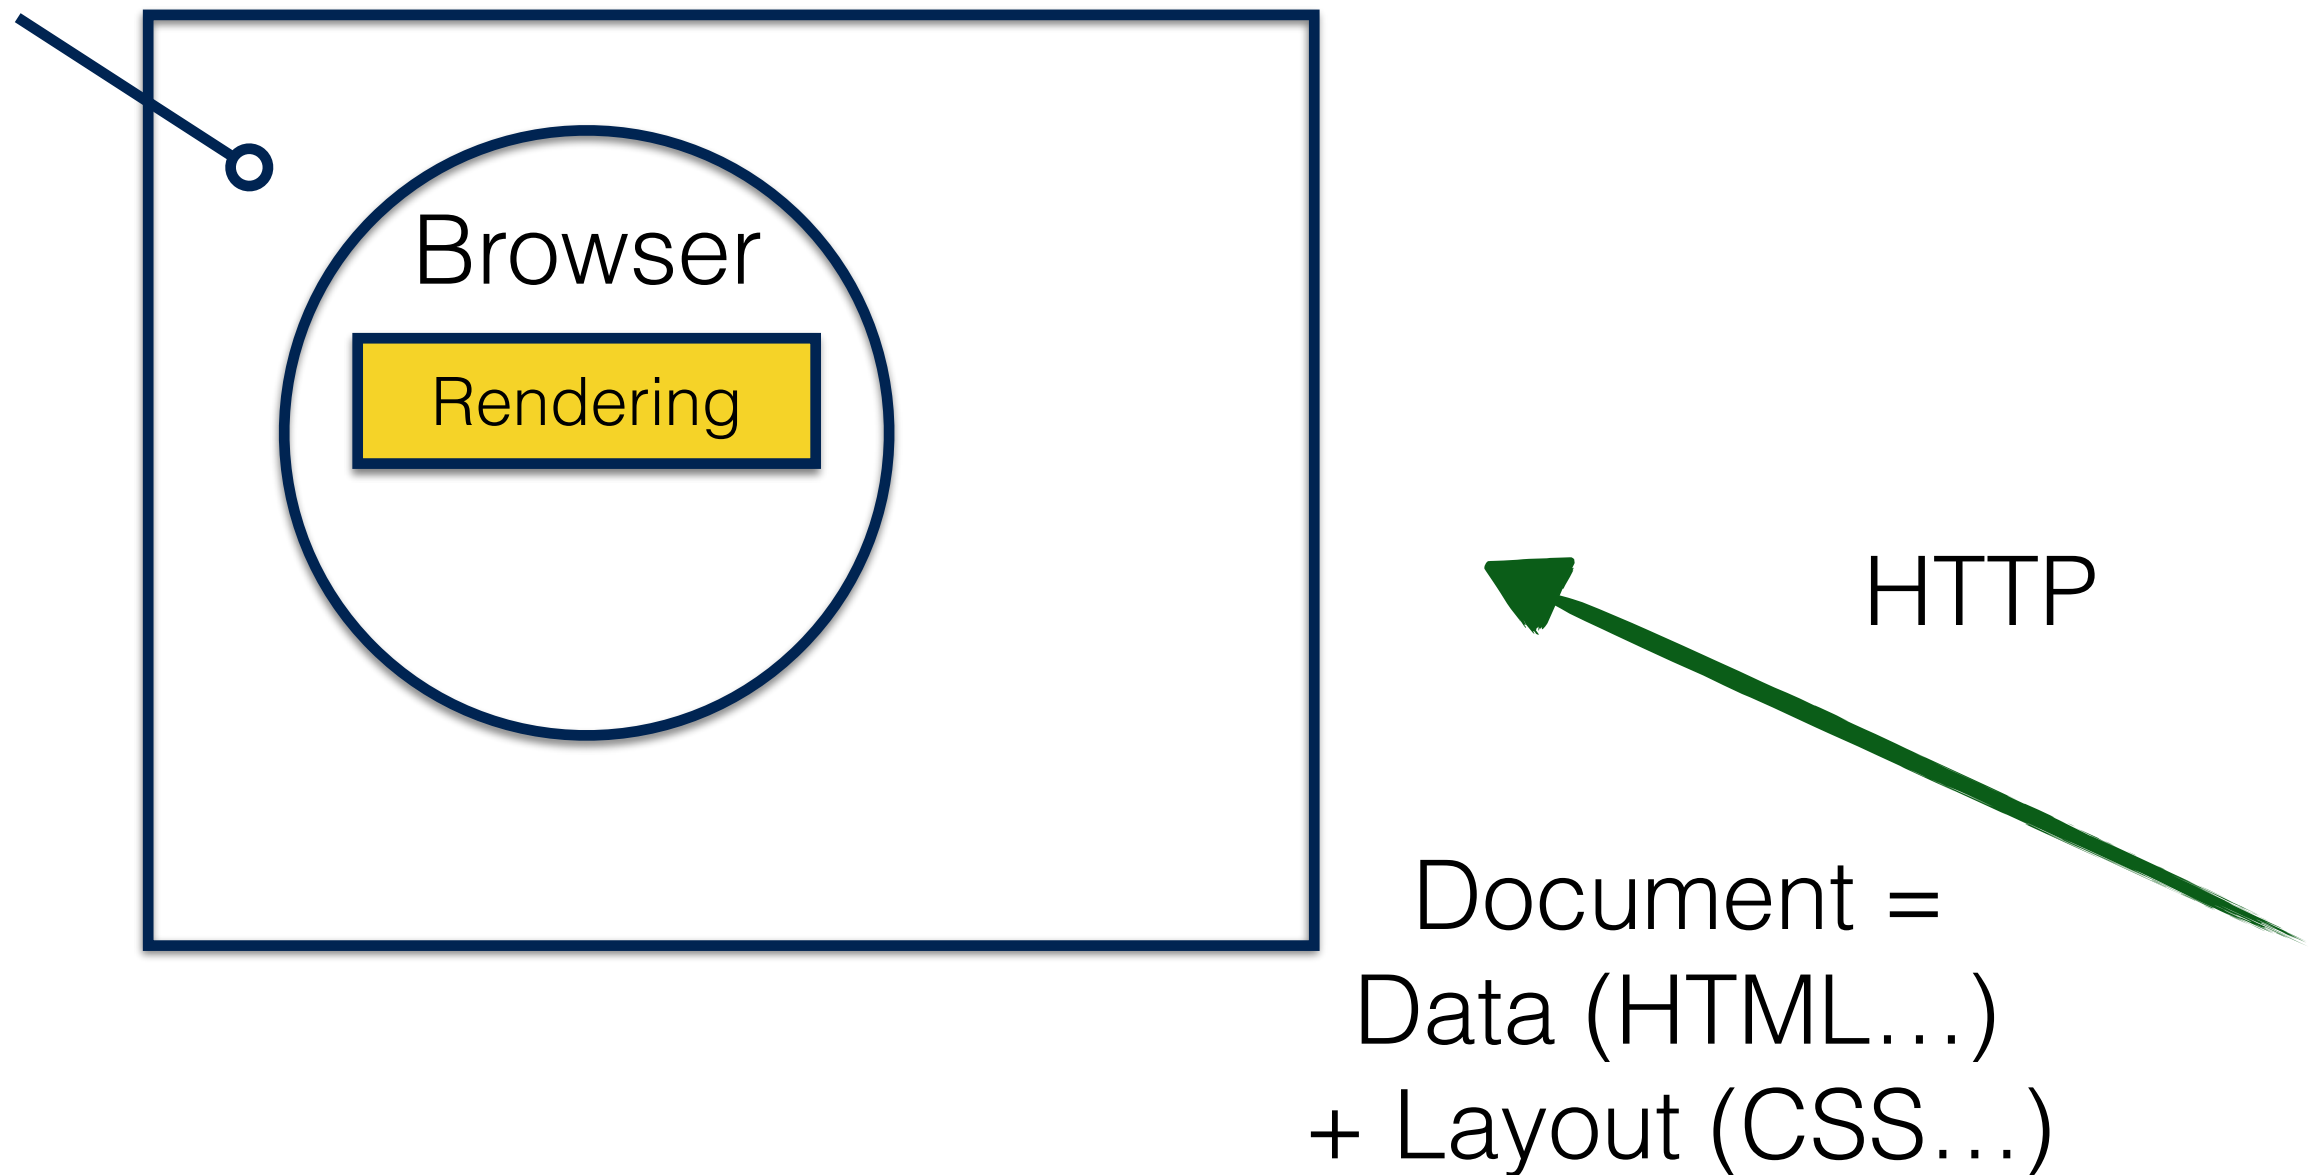 Browser
Rendering
HTTP
Document =
Data (HTML…)
+ Layout (CSS…)